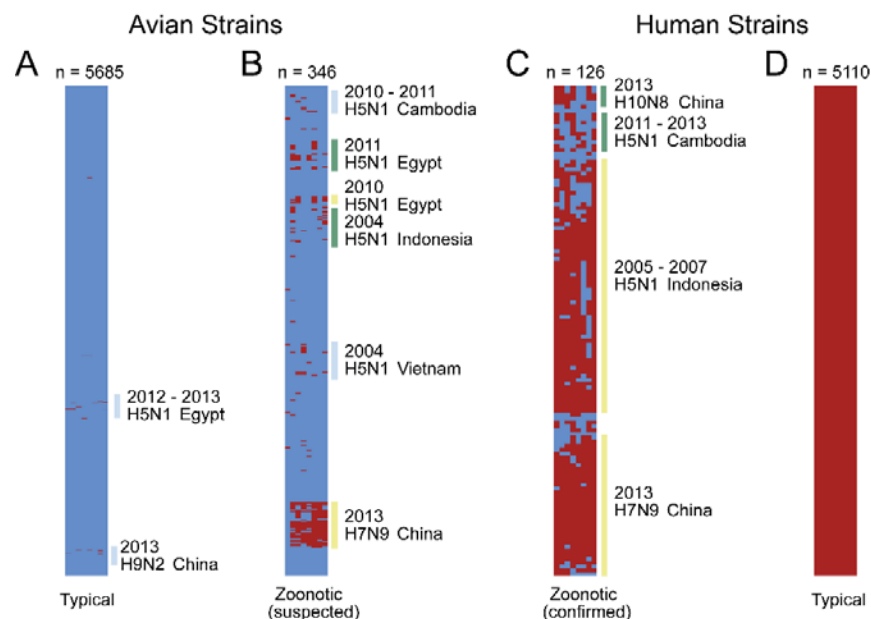 Avian Strains
Human Strains
A
n = 5685
2012 - 2013
H5N1 Egypt
2013
H9N2 China
Typical
B
n = 346
2010 - 2011
H5N1 Cambodia
2011
H5N1 Egypt
2010
H5N1 Egypt
2004
H5N1 Indonesia
2004
H5N1 Vietnam
2013
H7N9 China
Zoonotic
(suspected)
C
n = 126
2013
H10N8 China
2011 - 2013
H5N1 Cambodia
2005 - 2007
H5N1 Indonesia
2013
H7N9 China
Zoonotic
(confirmed)
D
n = 5110
Typical